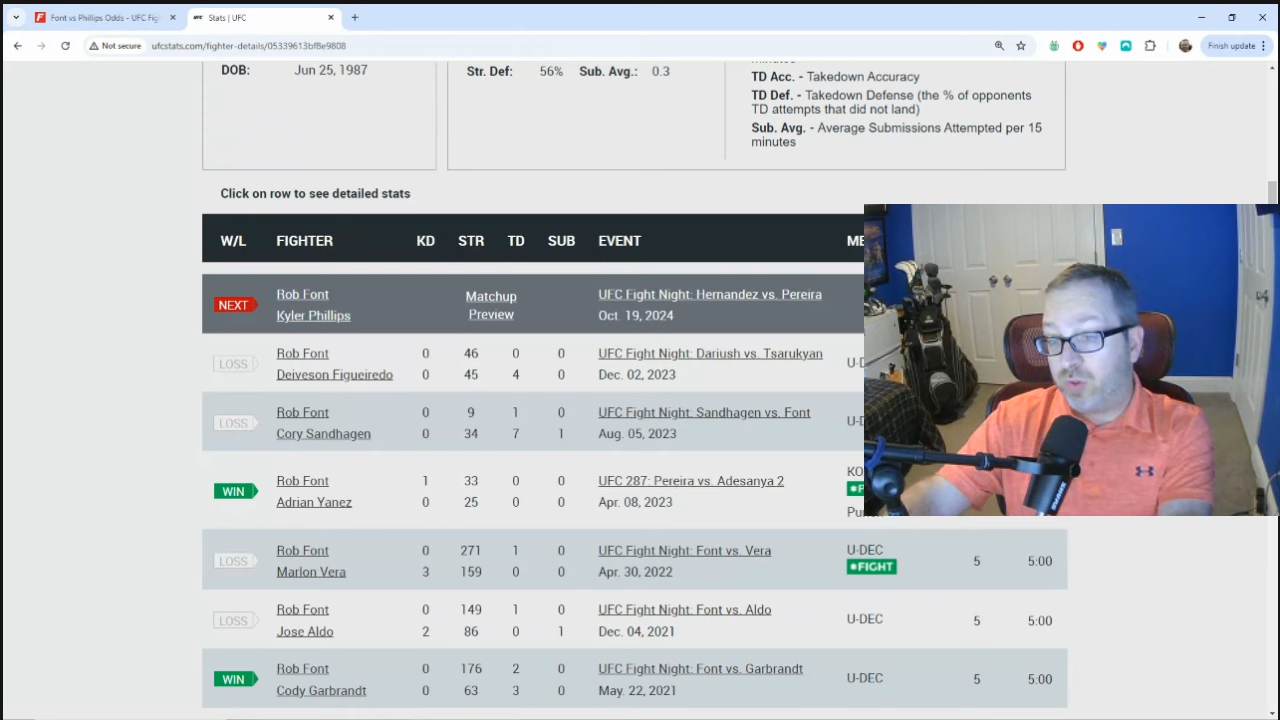 Font vs Phillips Odds - UFC Fig
Stats | UFC
Not secure ufcstats.com/fighter-details/05339613bf8e9808 Finish update
DOB: Jun 25, 1987
Str. Def: 56% Sub. Avg.: 0.3
TD Acc. - Takedown Accuracy
TD Def. - Takedown Defense (the % of opponents
TD attempts that did not land)
Sub. Avg. - Average Submissions Attempted per 15
minutes
Click on row to see detailed stats
W/L FIGHTER KD STR TD SUB EVENT ME
NEXT Rob Font Matchup UFC Fight Night: Hernandez vs. Pereira
Kyler Phillips Preview Oct. 19, 2024
LOSS Rob Font 0 46 0 0 UFC Fight Night: Dariush vs. Tsarukyan U-D
Deiveson Figueiredo 0 45 4 0 Dec. 02, 2023
LOSS Rob Font 0 9 1 0 UFC Fight Night: Sandhagen vs. Font U-D
Cory Sandhagen 0 34 7 1 Aug. 05, 2023
WIN Rob Font 1 33 0 0 UFC 287: Pereira vs. Adesanya 2 KO
Adrian Yanez 0 25 0 0 Apr. 08, 2023
LOSS Rob Font 0 271 1 0 UFC Fight Night: Font vs. Vera U-DEC 5 5:00
Marlon Vera 3 159 0 0 Apr. 30, 2022 FIGHT
LOSS Rob Font 0 149 1 0 UFC Fight Night: Font vs. Aldo U-DEC 5 5:00
Jose Aldo 2 86 0 1 Dec. 04, 2021
WIN Rob Font 0 176 2 0 UFC Fight Night: Font vs. Garbrandt U-DEC 5 5:00
Cody Garbrandt 0 63 3 0 May. 22, 2021